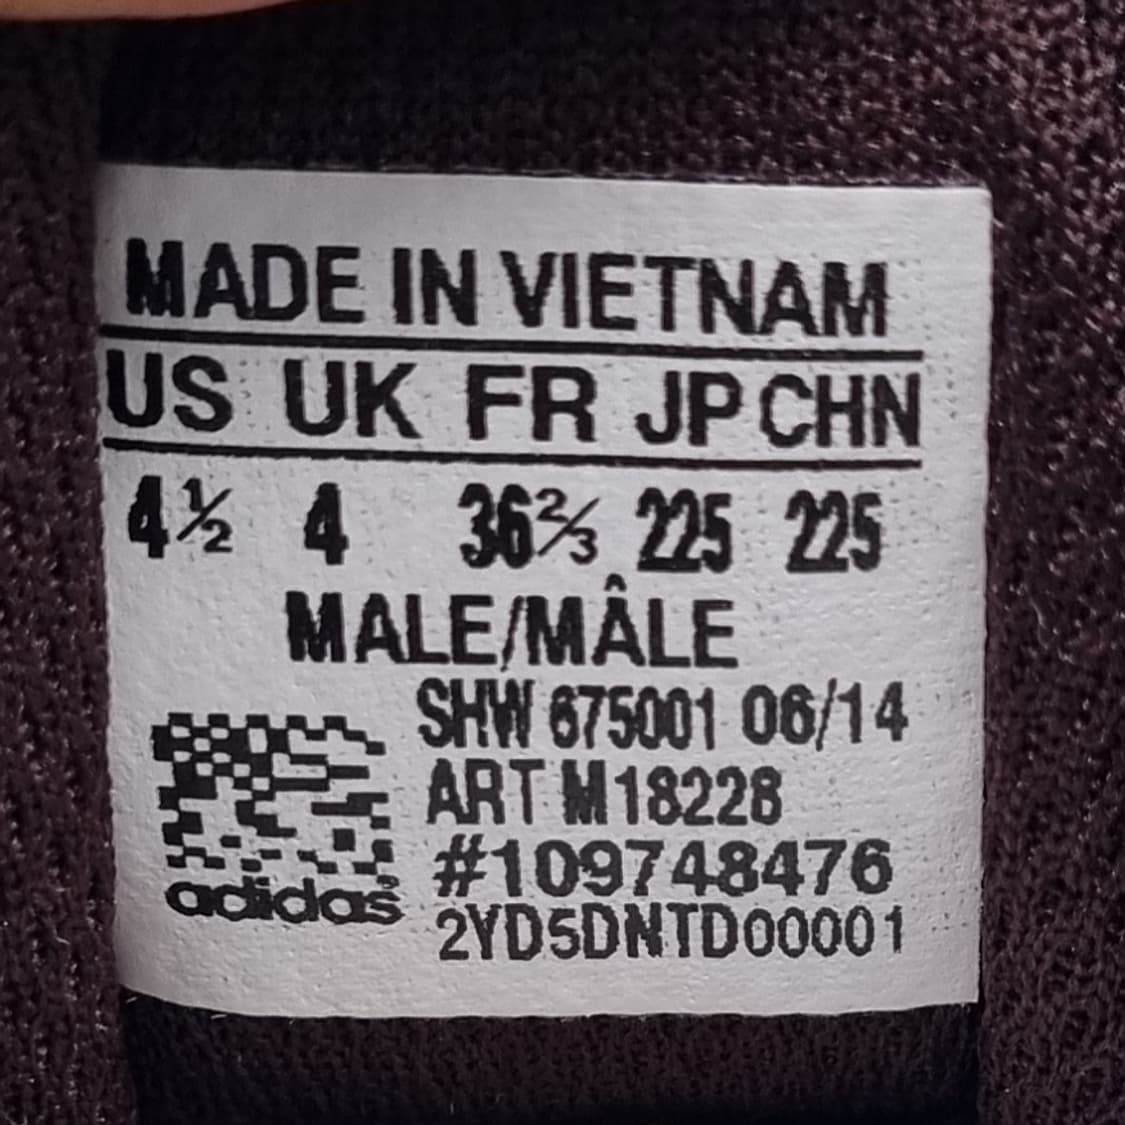 MADE IN VIETNAM
US UK FR JP CHN
4½ 4 36⅔ 225 225
MALE/MÂLE
SHW 675001 06/14
ART M18228
#109748476
adidas
2YD5DNTD00001